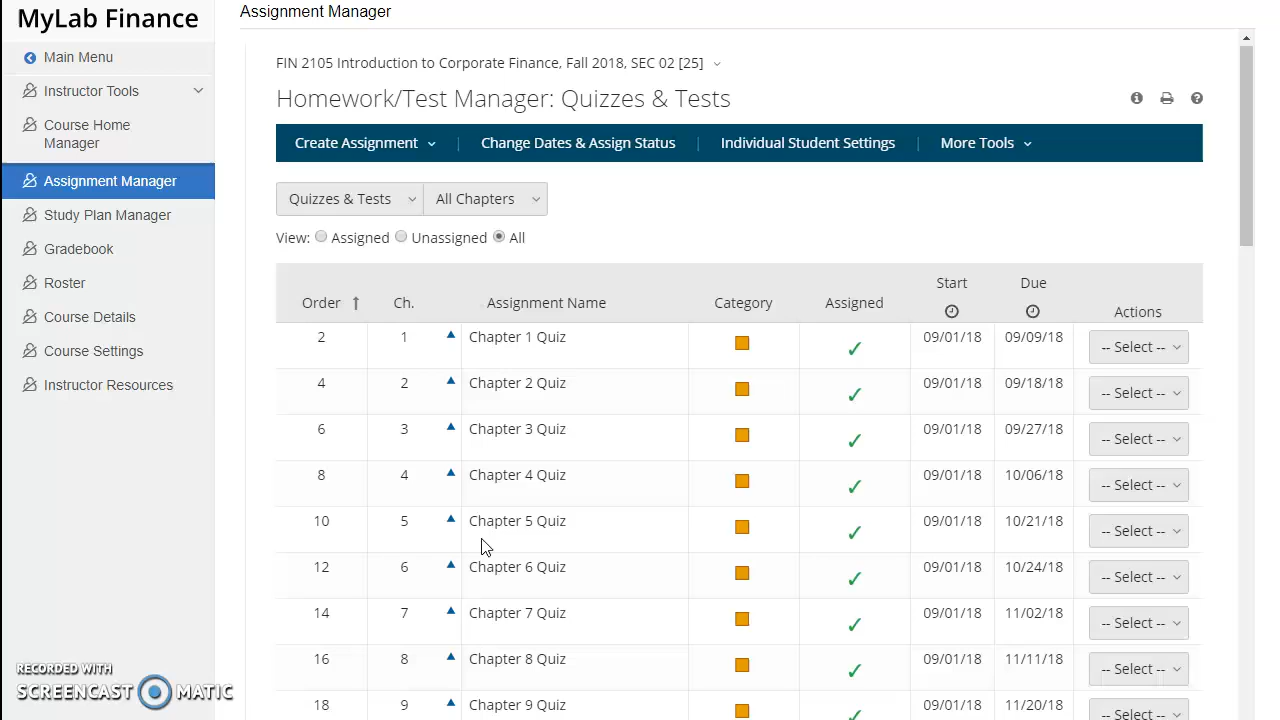 MyLab Finance
Assignment Manager
Main Menu
Instructor Tools
Course Home
Manager
Assignment Manager
Study Plan Manager
Gradebook
Roster
Course Details
Course Settings
Instructor Resources
FIN 2105 Introduction to Corporate Finance, Fall 2018, SEC 02 [25]
Homework/Test Manager: Quizzes & Tests
Create Assignment | Change Dates & Assign Status | Individual Student Settings | More Tools
Quizzes & Tests All Chapters
View: Assigned Unassigned All
Order Ch. Assignment Name Category Assigned Start Due Actions
2 1 Chapter 1 Quiz ✓ 09/01/18 09/09/18 -- Select --
4 2 Chapter 2 Quiz ✓ 09/01/18 09/18/18 -- Select --
6 3 Chapter 3 Quiz ✓ 09/01/18 09/27/18 -- Select --
8 4 Chapter 4 Quiz ✓ 09/01/18 10/06/18 -- Select --
10 5 Chapter 5 Quiz ✓ 09/01/18 10/21/18 -- Select --
12 6 Chapter 6 Quiz ✓ 09/01/18 10/24/18 -- Select --
14 7 Chapter 7 Quiz ✓ 09/01/18 11/02/18 -- Select --
16 8 Chapter 8 Quiz ✓ 09/01/18 11/11/18 -- Select --
18 9 Chapter 9 Quiz ✓ 09/01/18 11/20/18 -- Select --
RECORDED WITH
SCREENCAST MATIC